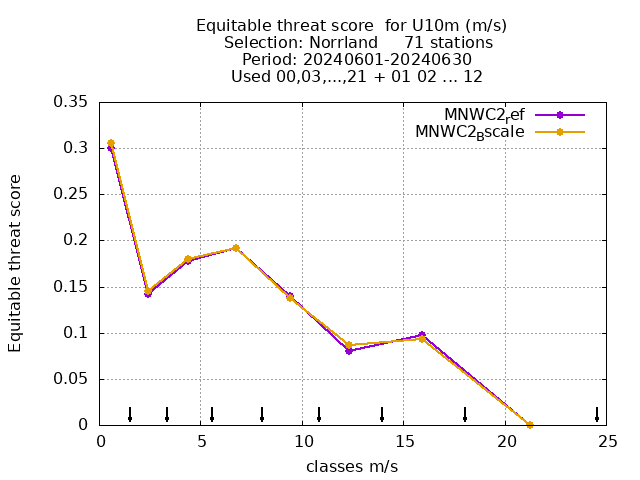 Equitable threat score  for U10m (m/s)
Selection: Norrland     71 stations
Period: 20240601-20240630
Used 00,03,...,21 + 01 02 ... 12
MNWC2ref
MNWC2Bscale
0.35
0.3
0.25
0.2
0.15
0.1
0.05
0
Equitable threat score
0 5 10 15 20 25
classes m/s